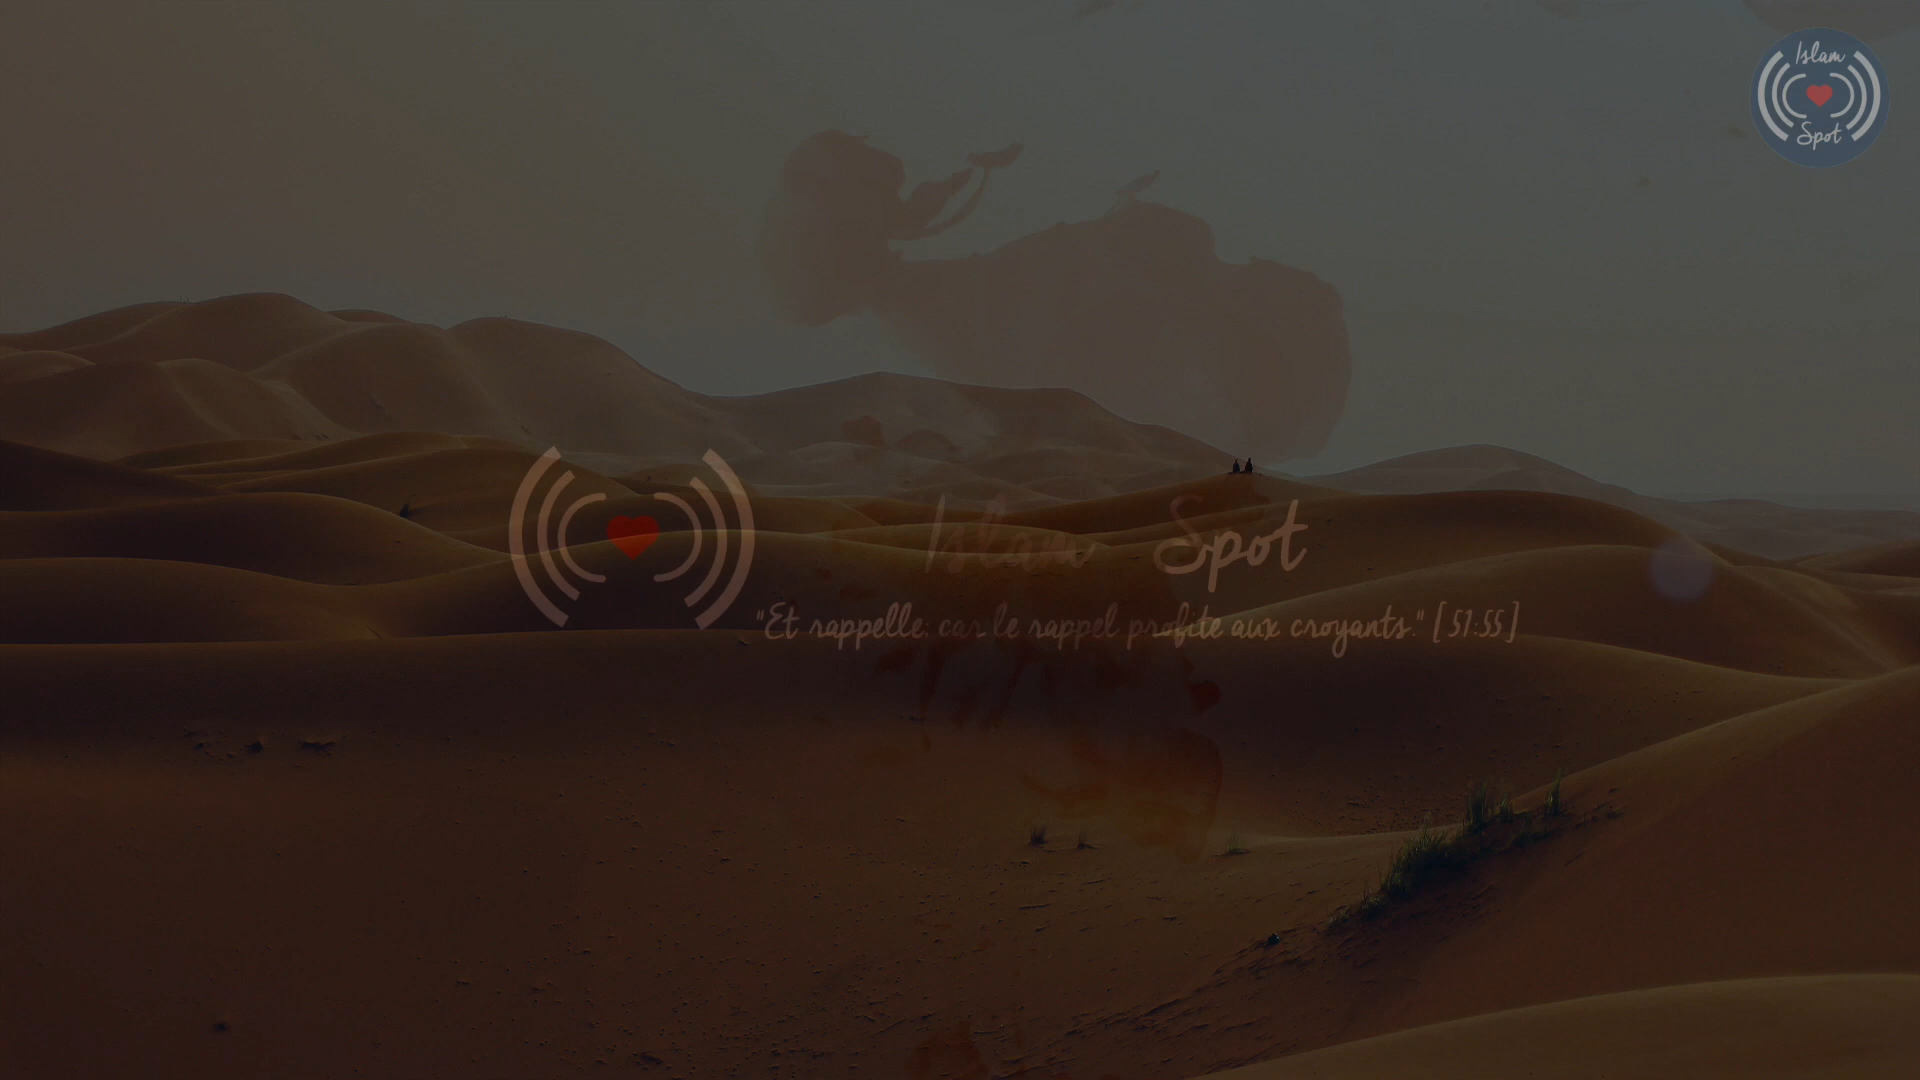 Islam
Spot
Islam Spot
"Et rappelle; car le rappel profite aux croyants." [51:55]